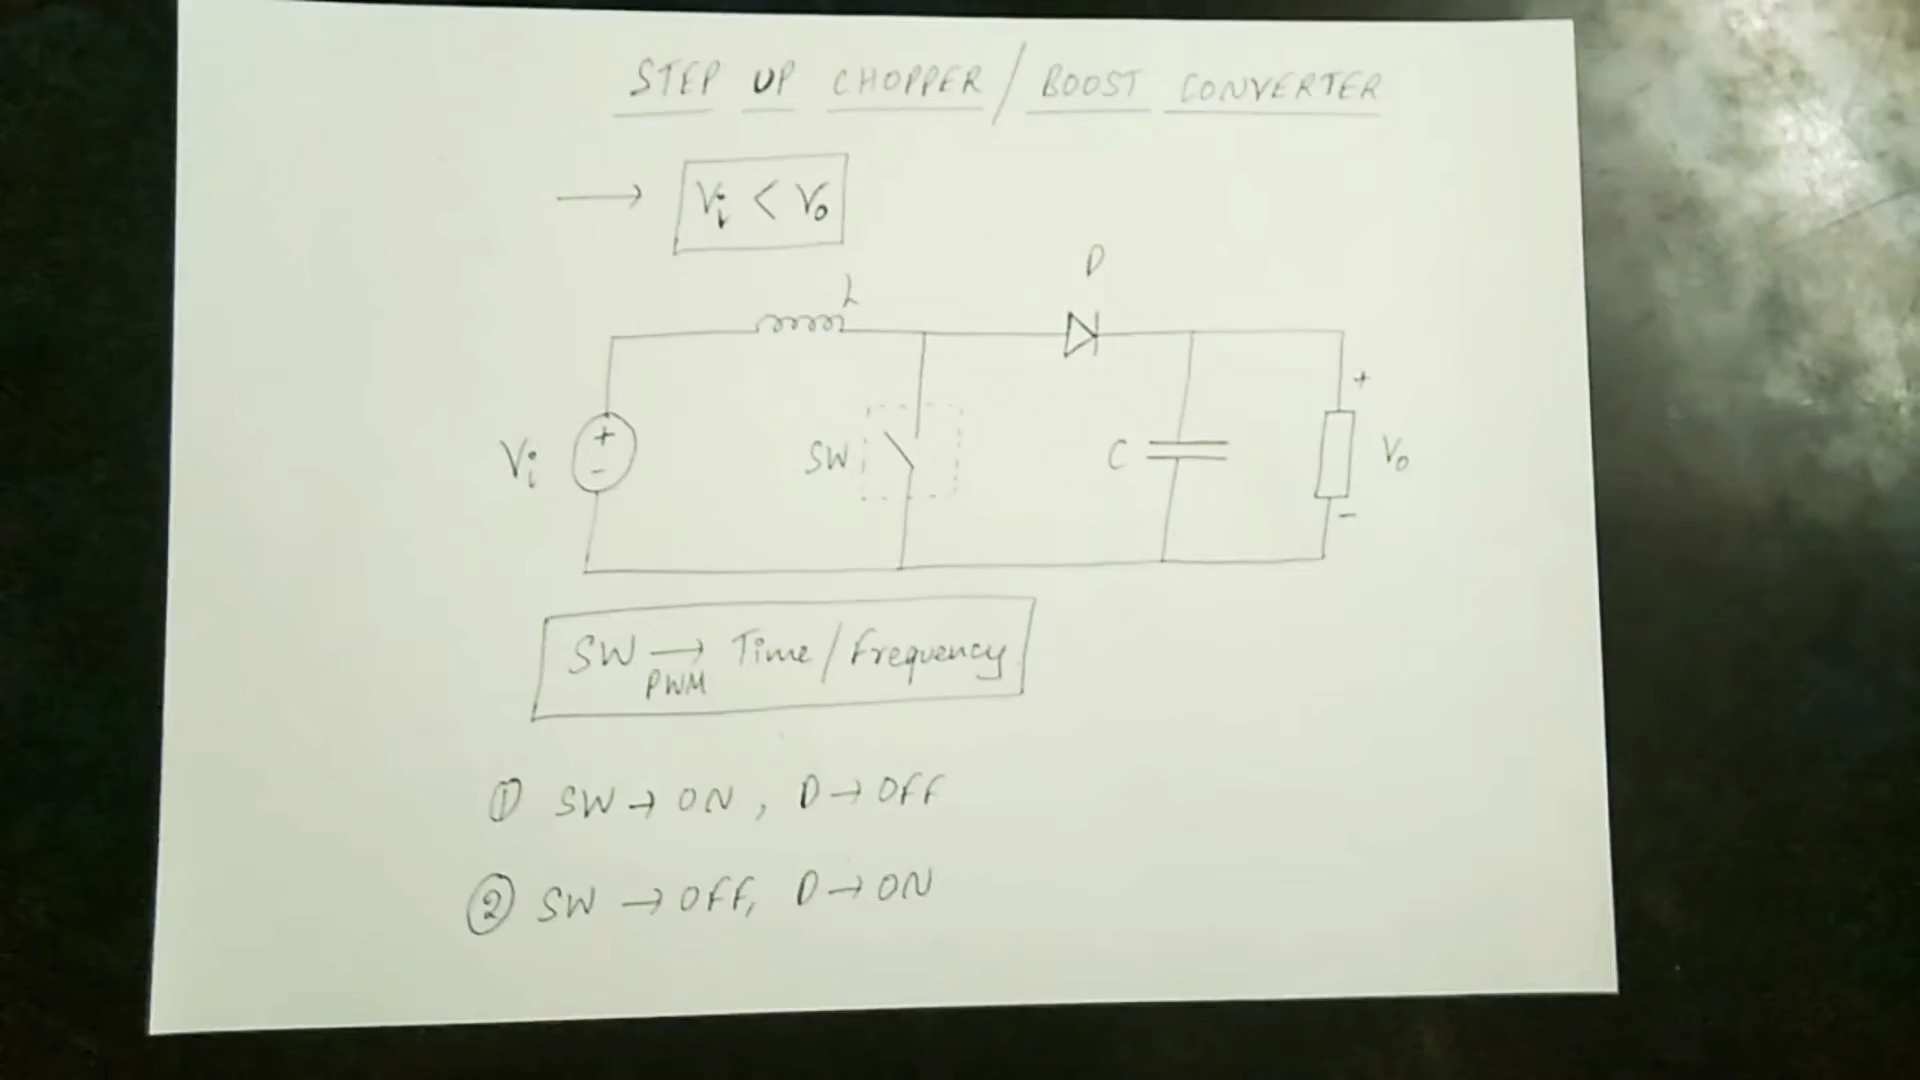 STEP UP CHOPPER / BOOST CONVERTER
→ Vi < Vo
D
L
+
+
Vi
-
SW
C
Vo
-
SW → Time / Frequency
PWM
① SW → ON, D → OFF
② SW → OFF, D → ON